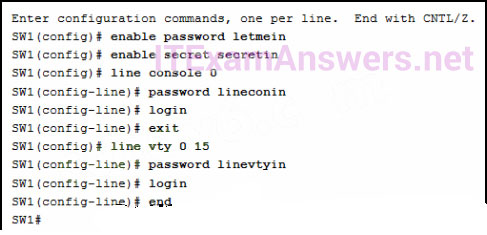 Enter configuration commands, one per line.  End with CNTL/Z.
SW1(config)# enable password letmein
SW1(config)# enable secret secretin
ITExamAnswers.net
SW1(config)# line console 0
SW1(config-line)# password lineconin
SW1(config-line)# login
SW1(config-line)# exit
SW1(config)# line vty 0 15
SW1(config-line)# password linevtyin
SW1(config-line)# login
SW1(config-line)# end
SW1#